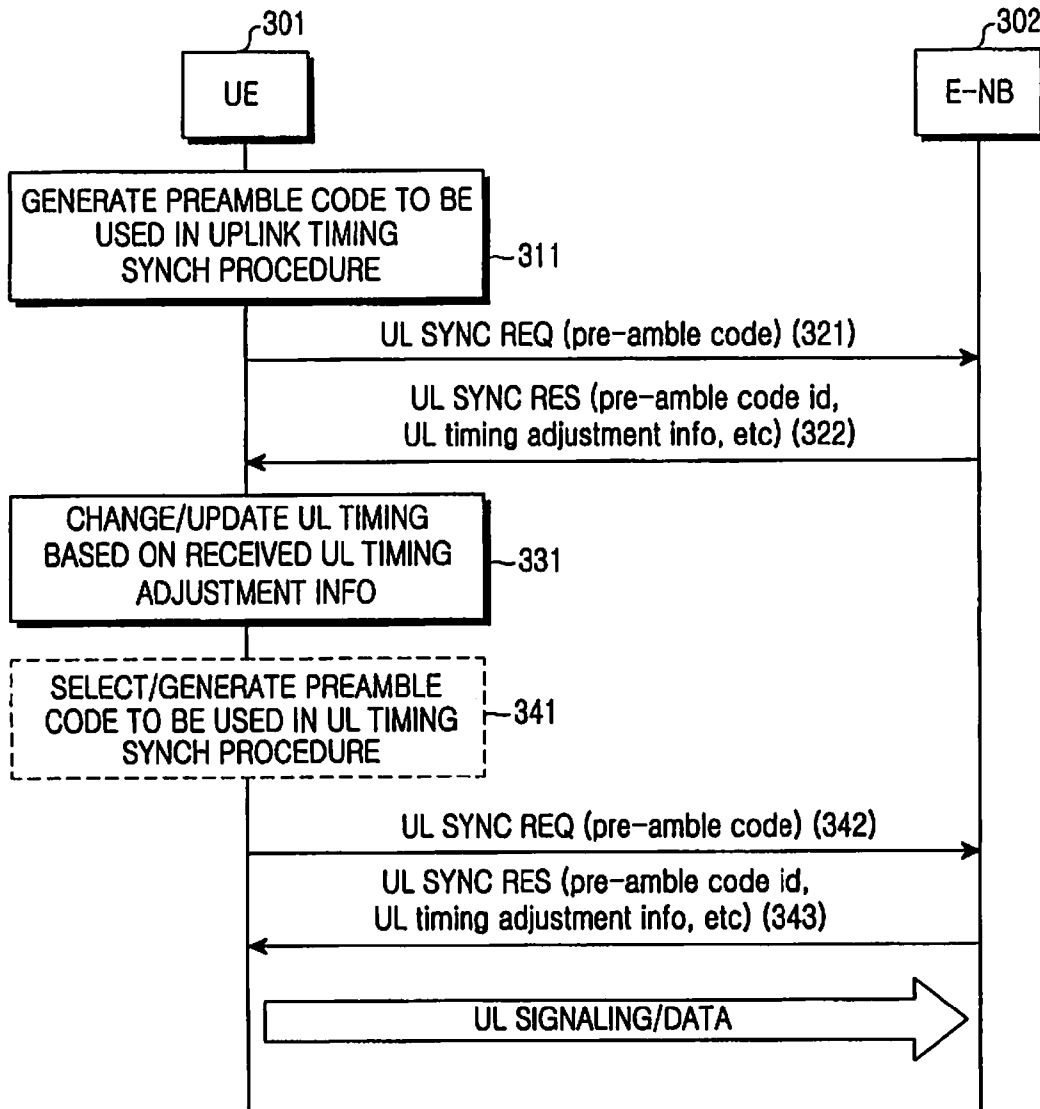 301
302
UE
E-NB
GENERATE PREAMBLE CODE TO BE
USED IN UPLINK TIMING
SYNCH PROCEDURE
311
UL SYNC REQ (pre-amble code) (321)
UL SYNC RES (pre-amble code id,
UL timing adjustment info, etc) (322)
CHANGE/UPDATE UL TIMING
BASED ON RECEIVED UL TIMING
ADJUSTMENT INFO
331
SELECT/GENERATE PREAMBLE
CODE TO BE USED IN UL TIMING
SYNCH PROCEDURE
341
UL SYNC REQ (pre-amble code) (342)
UL SYNC RES (pre-amble code id,
UL timing adjustment info, etc) (343)
UL SIGNALING/DATA